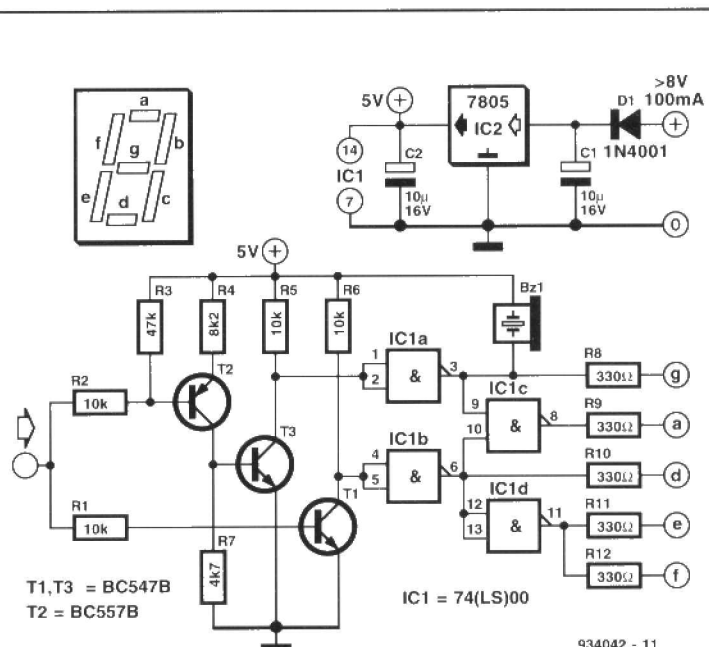 a
f
b
g
e
c
d
5V
14
IC1
7
C2
10µ
16V
7805
IC2
C1
10µ
16V
D1
1N4001
>8V
100mA
+
0
5V
R3
47k
R4
8k2
R5
10k
R6
10k
R2
10k
T2
T3
T1
R1
10k
R7
4k7
T1,T3 = BC547B
T2 = BC557B
Bz1
IC1a
1
2
&
3
IC1b
4
5
&
6
IC1c
9
10
&
8
IC1d
12
13
&
11
R8
330Ω
g
R9
330Ω
a
R10
330Ω
d
R11
330Ω
e
R12
330Ω
f
IC1 = 74(LS)00
934042 - 11